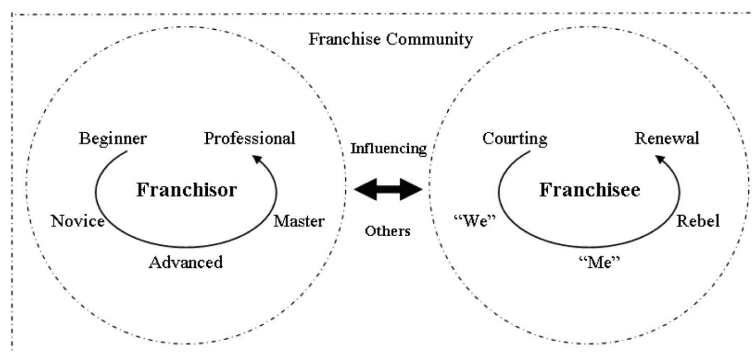 Franchise Community
Beginner
Professional
Franchisor
Novice
Master
Advanced
Influencing
Others
Courting
Renewal
Franchisee
“We”
Rebel
“Me”